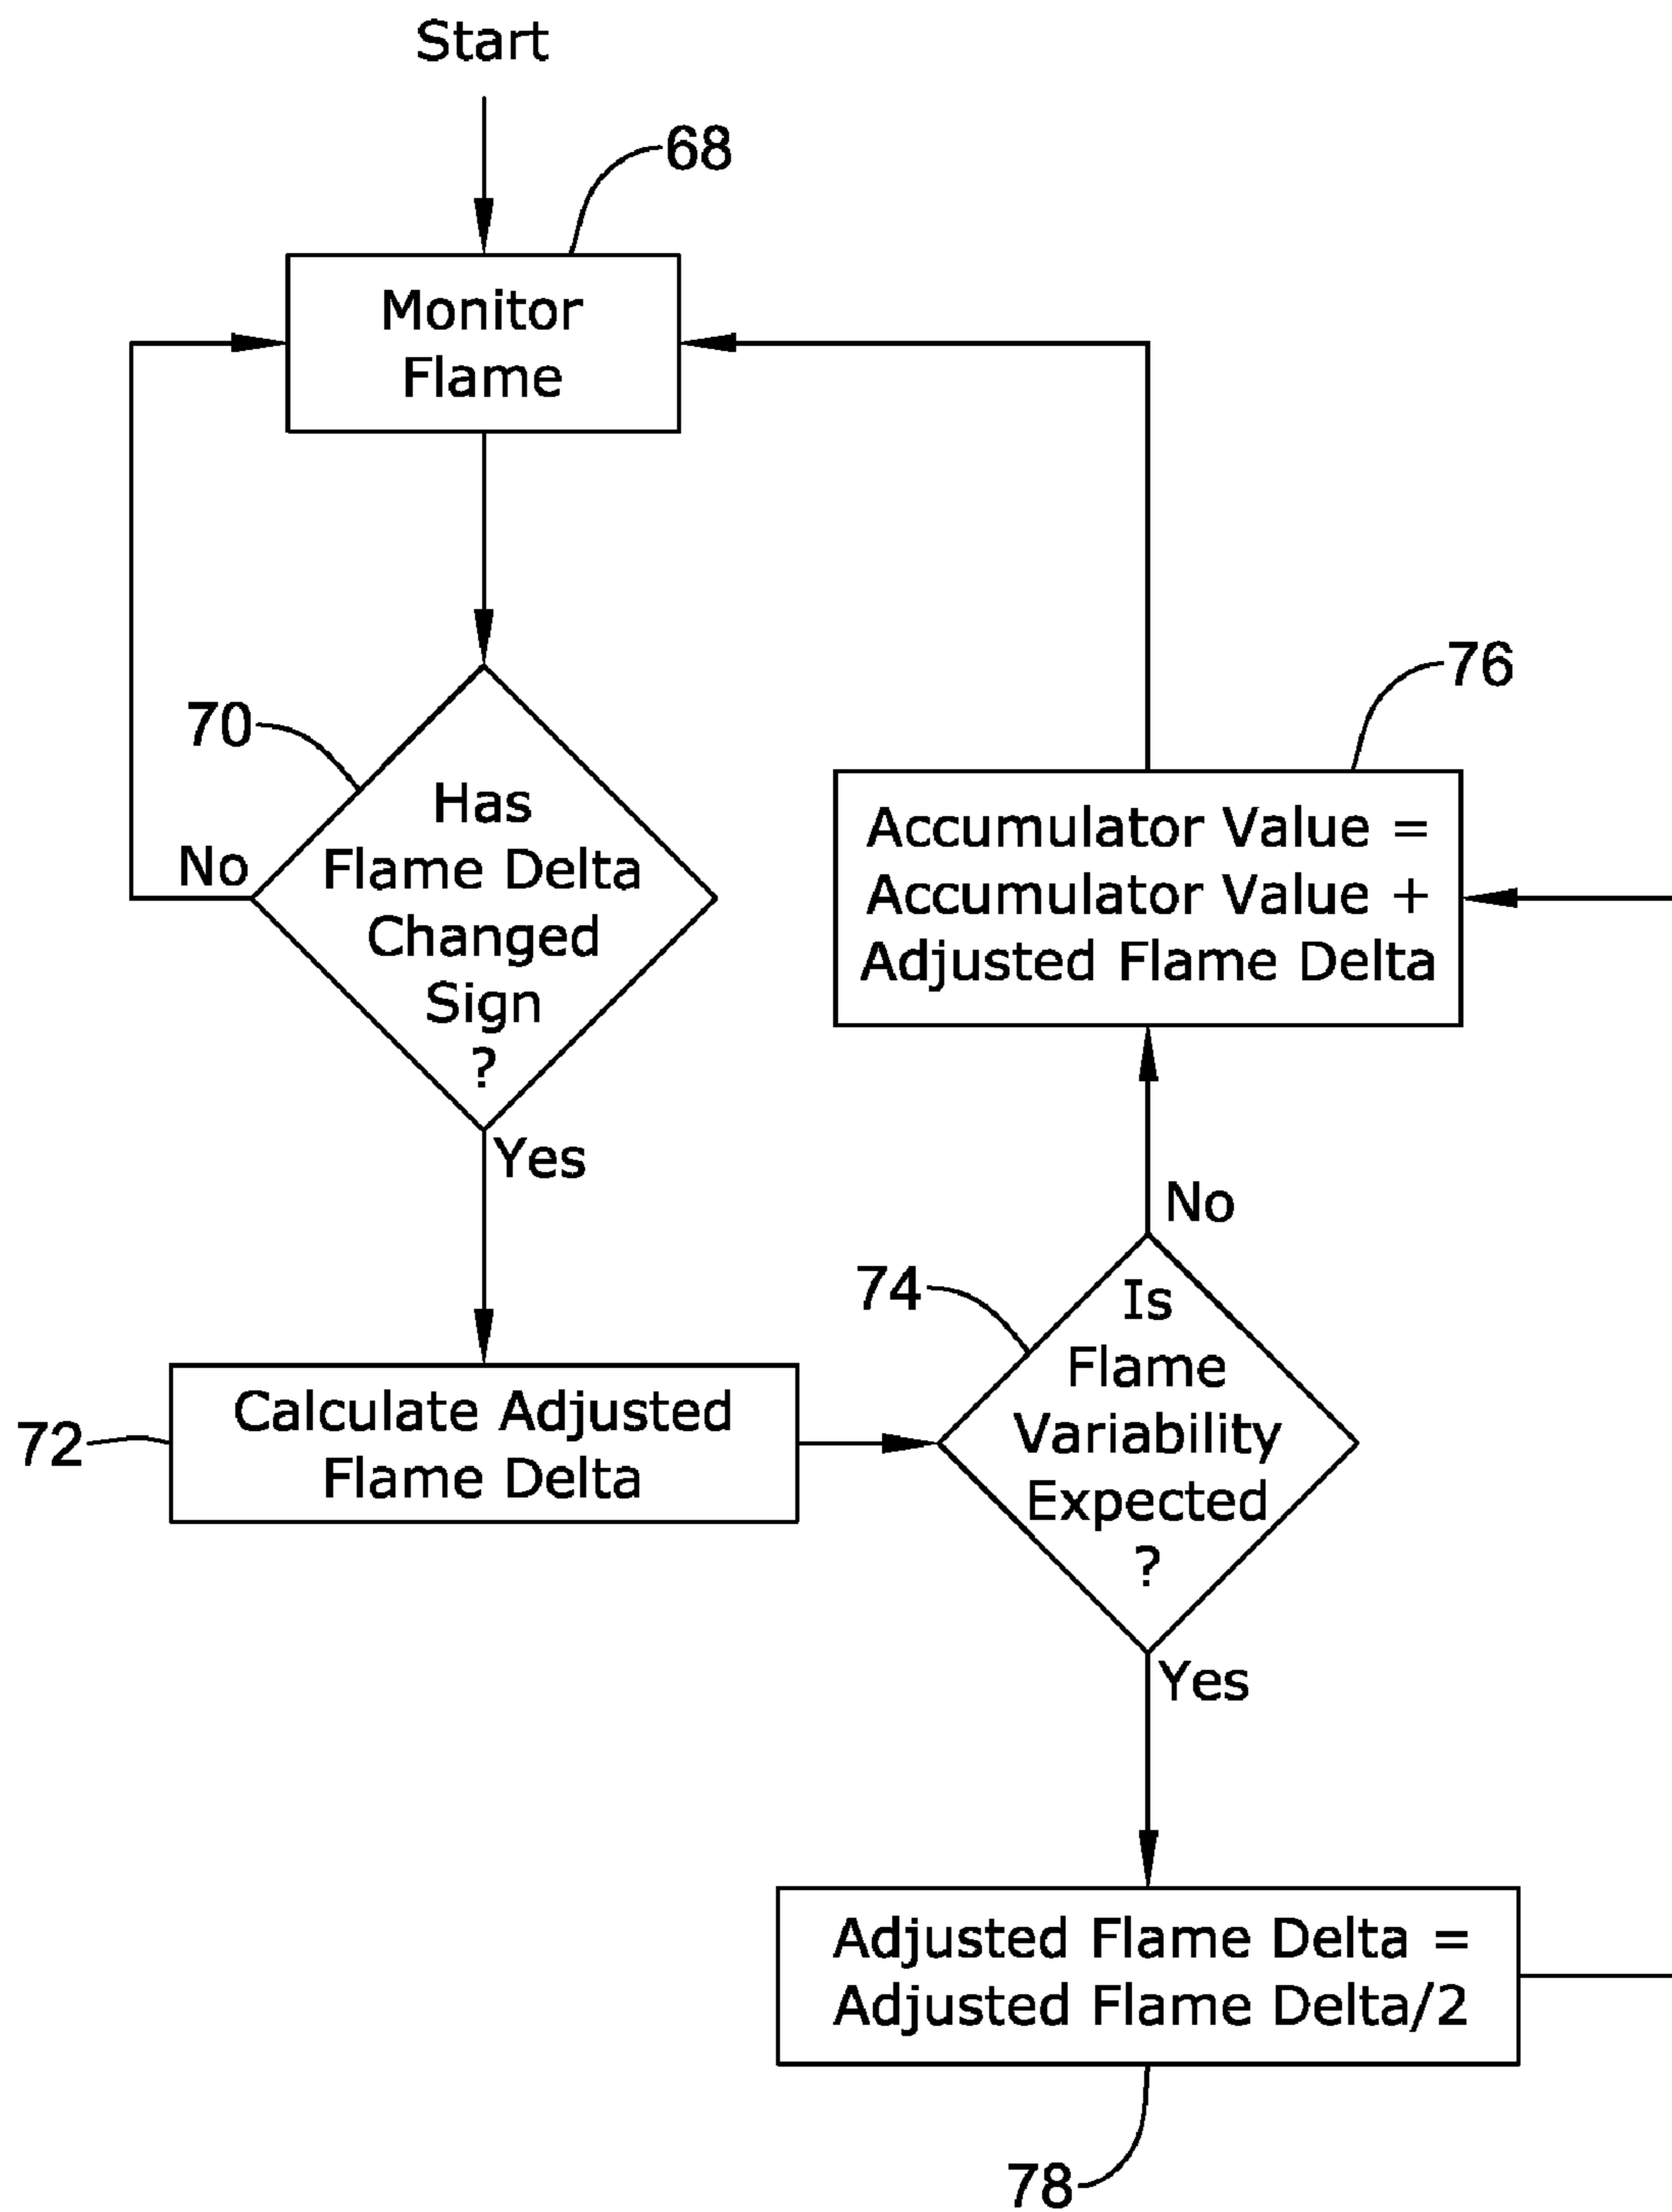 Start
68
Monitor
Flame
70
Has
Flame Delta
Changed
Sign
?
No
Yes
72
Calculate Adjusted
Flame Delta
74
Is
Flame
Variability
Expected
?
No
Yes
76
Accumulator Value =
Accumulator Value +
Adjusted Flame Delta
Adjusted Flame Delta =
Adjusted Flame Delta/2
78